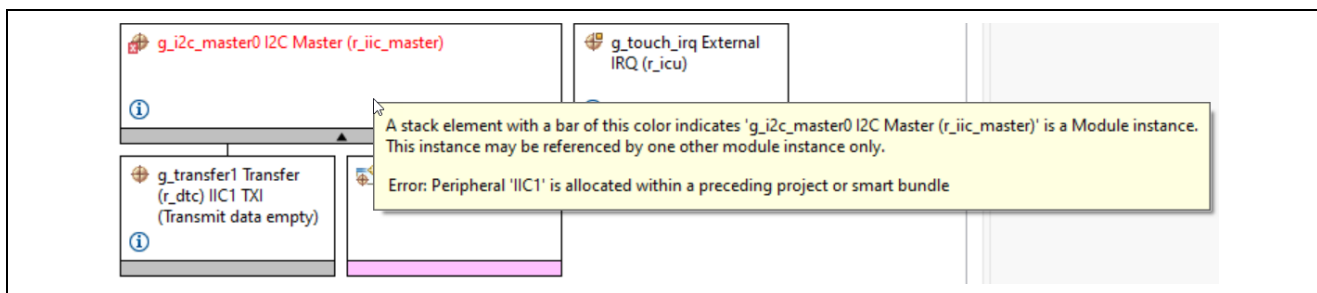 g_i2c_master0 I2C Master (r_iic_master)
g_touch_irq External
IRQ (r_icu)
A stack element with a bar of this color indicates 'g_i2c_master0 I2C Master (r_iic_master)' is a Module instance.
This instance may be referenced by one other module instance only.
Error: Peripheral 'IIC1' is allocated within a preceding project or smart bundle
g_transfer1 Transfer
(r_dtc) IIC1 TXI
(Transmit data empty)